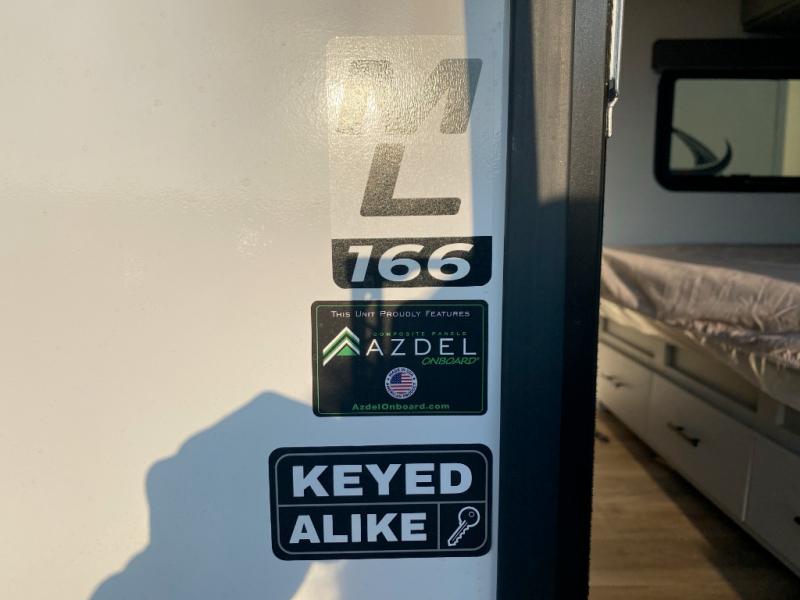 ML
166
This Unit Proudly Features
COMPOSITE PANELS
AZDEL
ONBOARD®
AzdelOnboard.com
KEYED
ALIKE